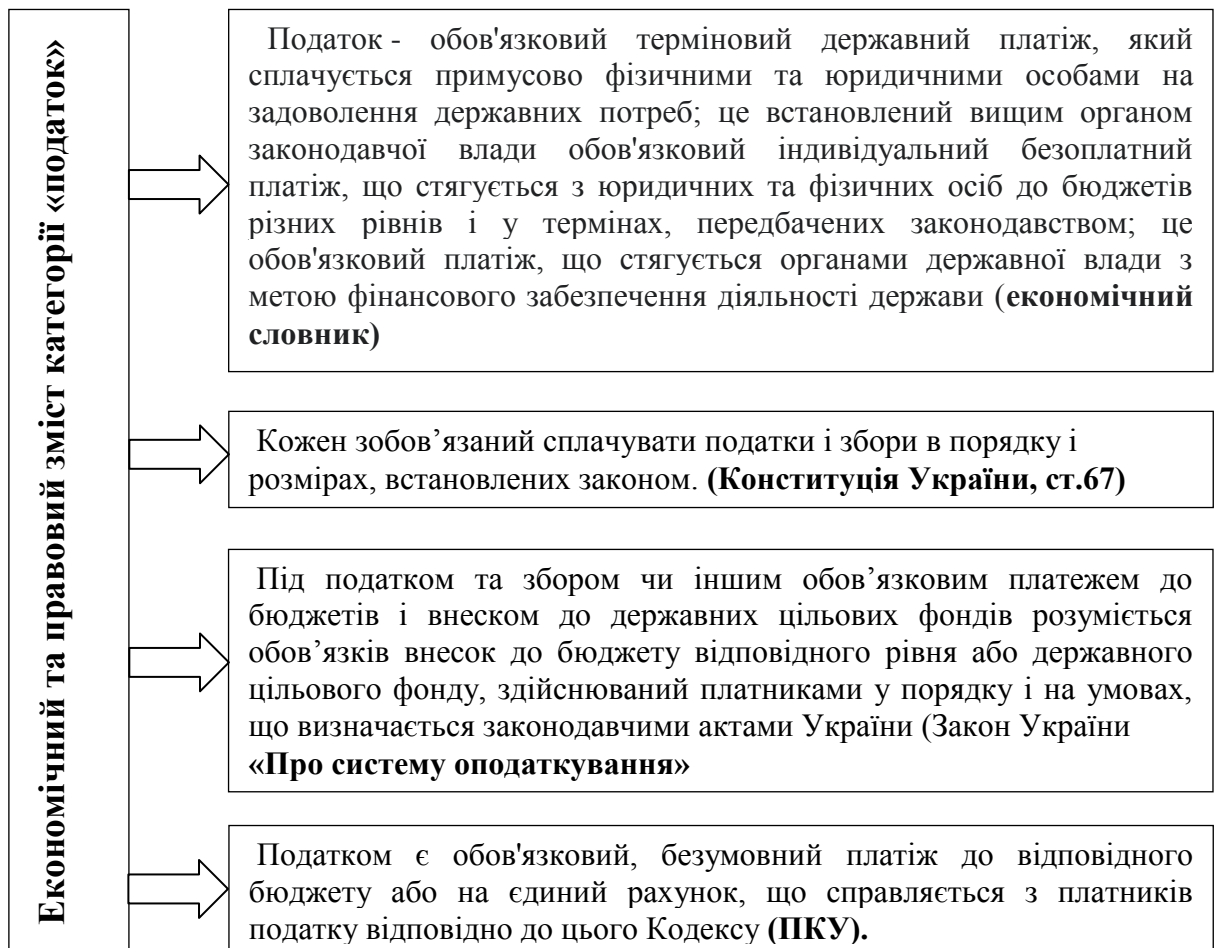 Економічний та правовий зміст категорії «податок»
Податок - обов'язковий терміновий державний платіж, який
сплачується примусово фізичними та юридичними особами на
задоволення державних потреб; це встановлений вищим органом
законодавчої влади обов'язковий індивідуальний безоплатний
платіж, що стягується з юридичних та фізичних осіб до бюджетів
різних рівнів і у термінах, передбачених законодавством; це
обов'язковий платіж, що стягується органами державної влади з
метою фінансового забезпечення діяльності держави (економічний
словник)
Кожен зобов’язаний сплачувати податки і збори в порядку і
розмірах, встановлених законом. (Конституція України, ст.67)
Під податком та збором чи іншим обов’язковим платежем до
бюджетів і внеском до державних цільових фондів розуміється
обов’язків внесок до бюджету відповідного рівня або державного
цільового фонду, здійснюваний платниками у порядку і на умовах,
що визначається законодавчими актами України (Закон України
«Про систему оподаткування»
Податком є обов'язковий, безумовний платіж до відповідного
бюджету або на єдиний рахунок, що справляється з платників
податку відповідно до цього Кодексу (ПКУ).